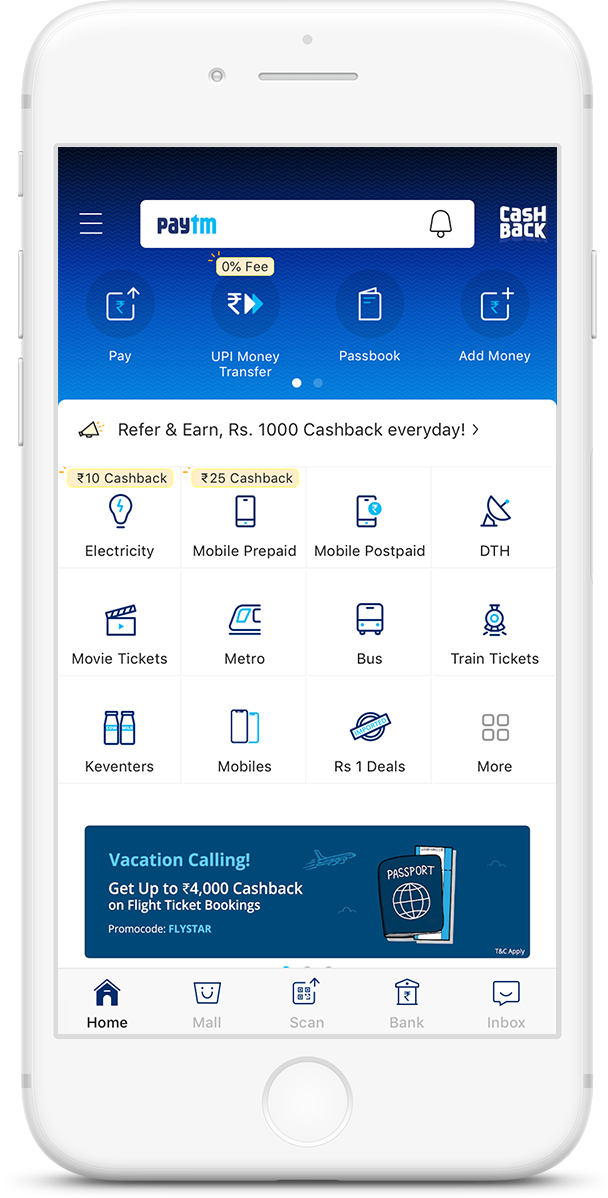 paytm
CASH
BACK
0% Fee
Pay
UPI Money
Transfer
Passbook
Add Money
Refer & Earn, Rs. 1000 Cashback everyday! >
₹10 Cashback
₹25 Cashback
Electricity
Mobile Prepaid
Mobile Postpaid
DTH
Movie Tickets
Metro
Bus
Train Tickets
IMPORTED
Keventers
Mobiles
Rs 1 Deals
More
Vacation Calling!
Get Up to ₹4,000 Cashback
on Flight Ticket Bookings
Promocode: FLYSTAR
PASSPORT
T&C Apply
Home
Mall
Scan
Bank
Inbox